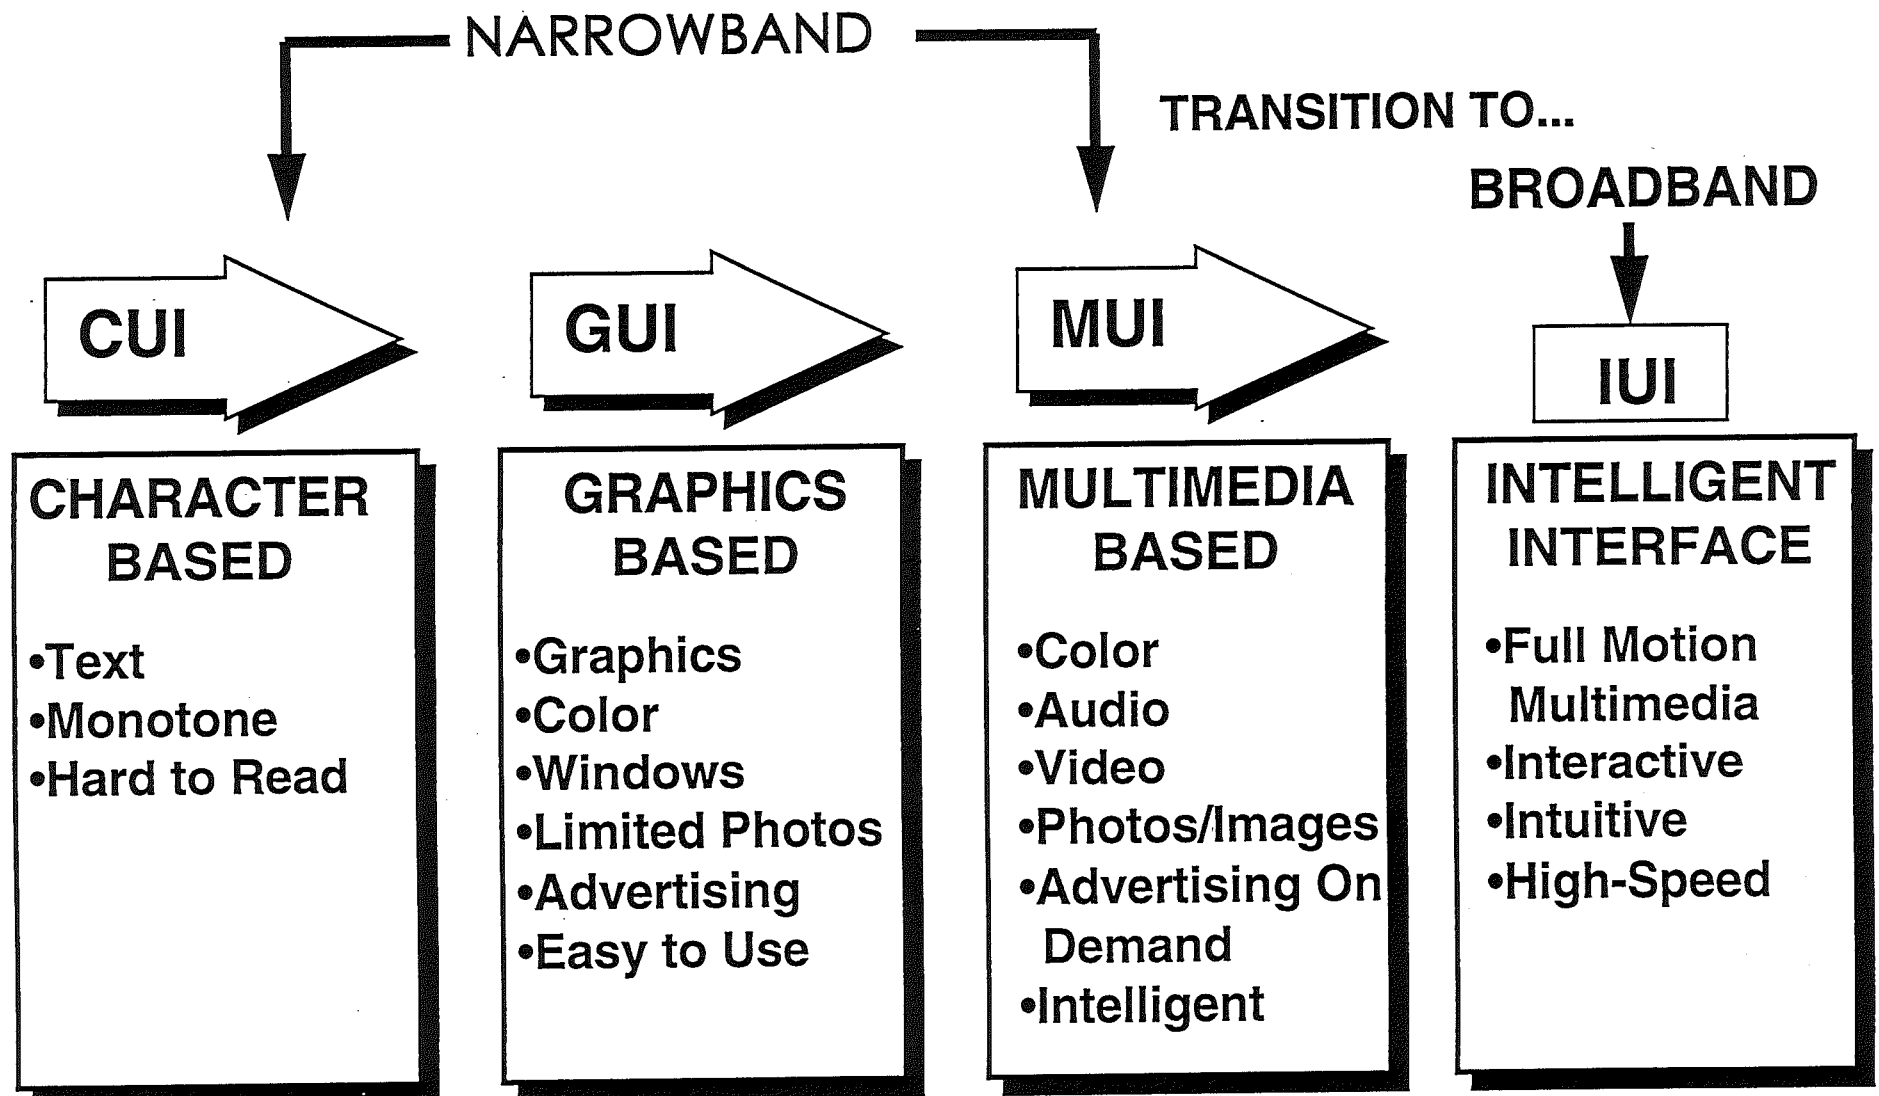 NARROWBAND
TRANSITION TO...
BROADBAND
CUI
GUI
MUI
IUI
CHARACTER
BASED
•Text
•Monotone
•Hard to Read
GRAPHICS
BASED
•Graphics
•Color
•Windows
•Limited Photos
•Advertising
•Easy to Use
MULTIMEDIA
BASED
•Color
•Audio
•Video
•Photos/Images
•Advertising On
Demand
•Intelligent
INTELLIGENT
INTERFACE
•Full Motion
Multimedia
•Interactive
•Intuitive
•High-Speed